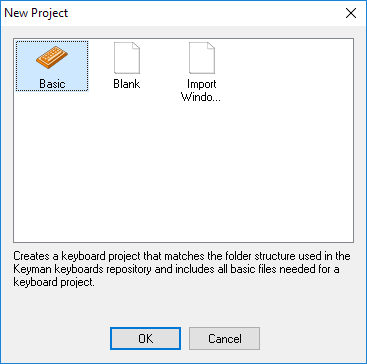 New Project
Basic
Blank
Import
Windo...
Creates a keyboard project that matches the folder structure used in the
Keyman keyboards repository and includes all basic files needed for a
keyboard project.
OK
Cancel